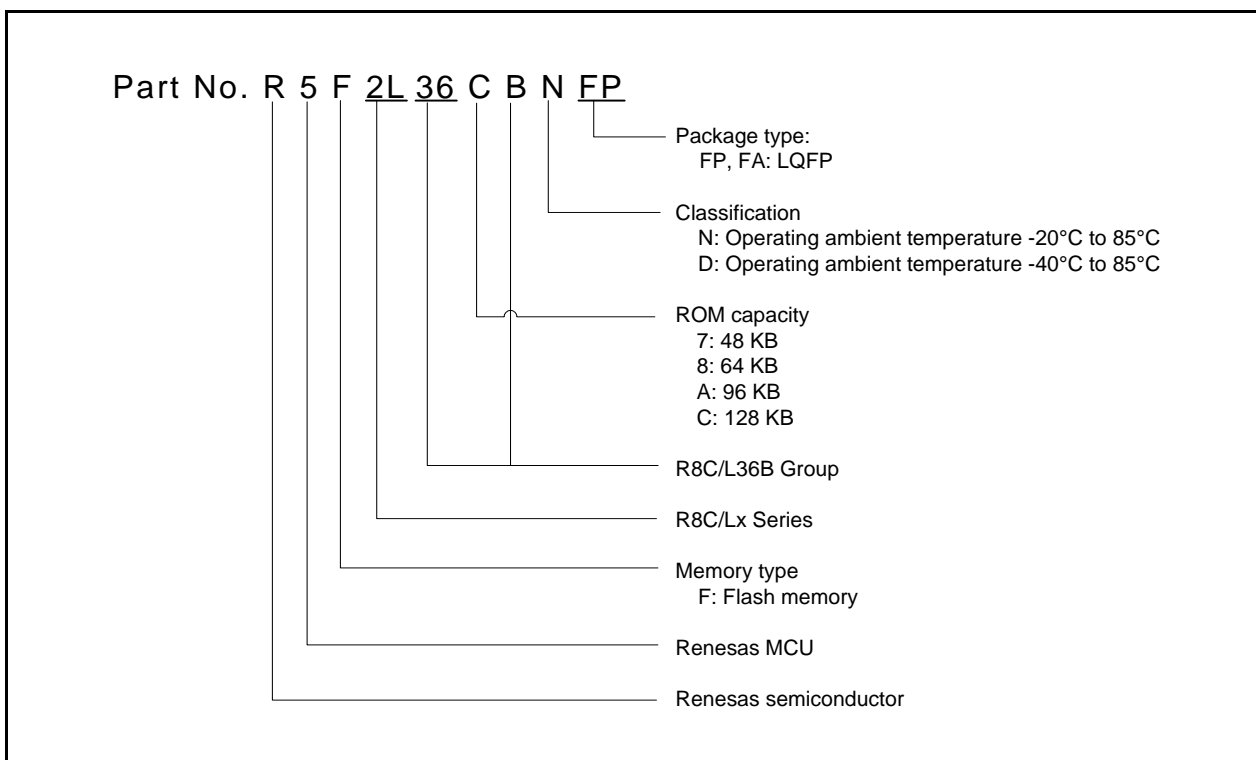 Part No. R 5 F 2L 36 C B N FP
Package type:
FP, FA: LQFP
Classification
N: Operating ambient temperature -20°C to 85°C
D: Operating ambient temperature -40°C to 85°C
ROM capacity
7: 48 KB
8: 64 KB
A: 96 KB
C: 128 KB
R8C/L36B Group
R8C/Lx Series
Memory type
F: Flash memory
Renesas MCU
Renesas semiconductor